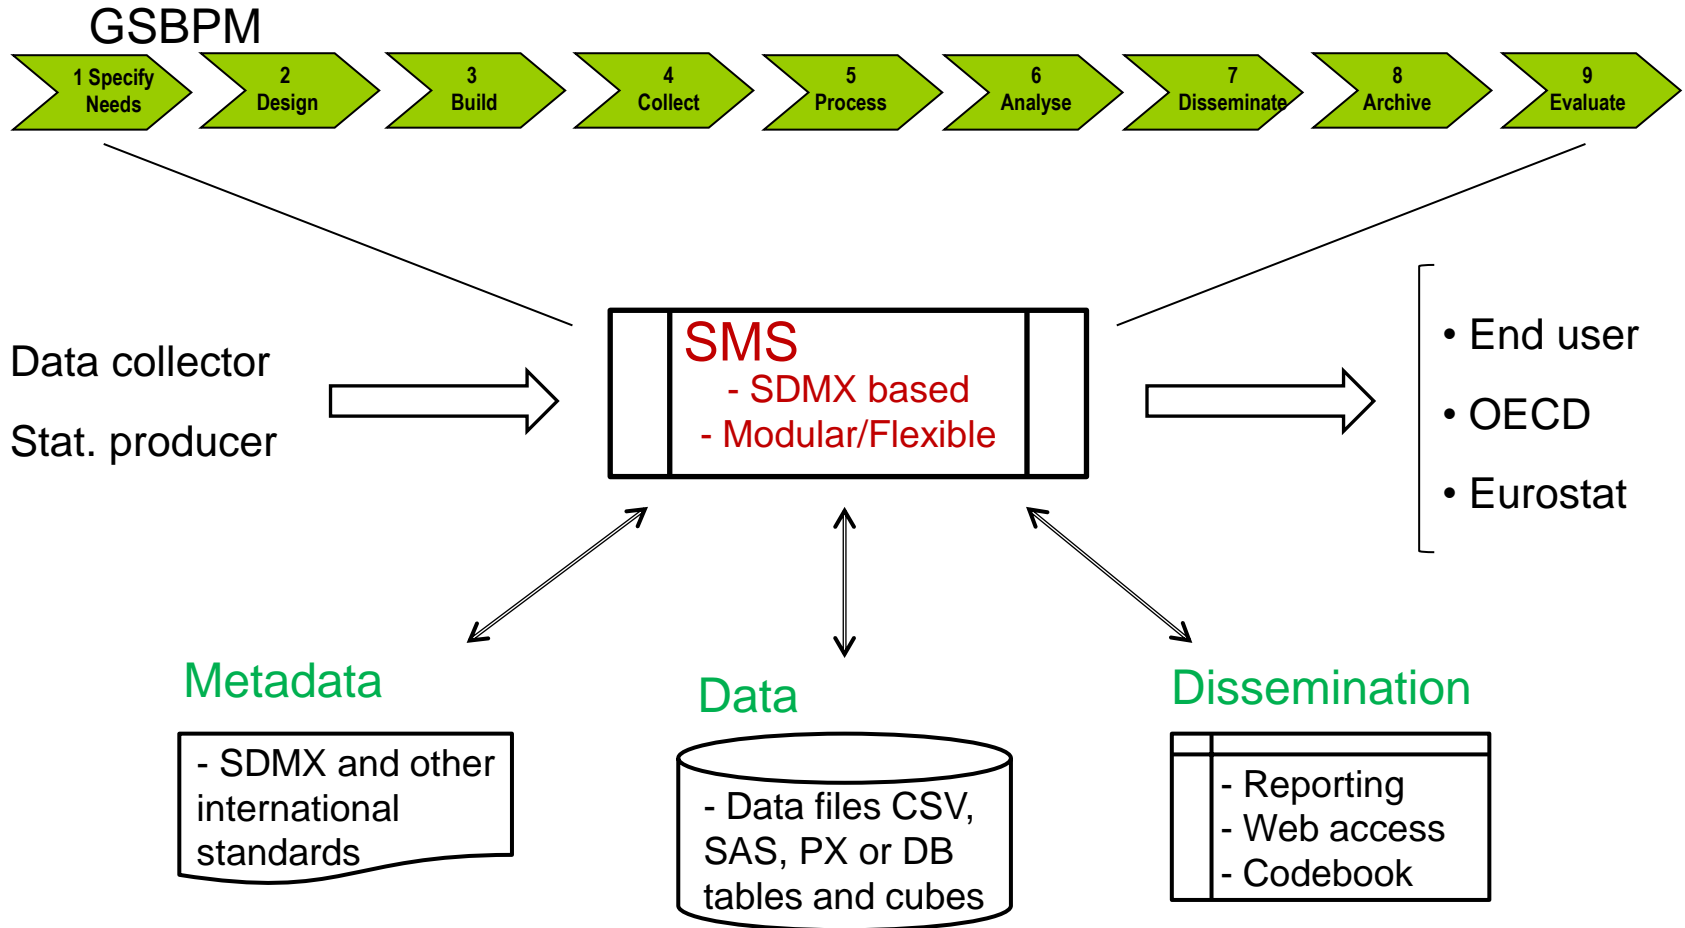 GSBPM
1 Specify
Needs
2
Design
3
Build
4
Collect
5
Process
6
Analyse
7
Disseminate
8
Archive
9
Evaluate
Data collector
Stat. producer
SMS
- SDMX based
- Modular/Flexible
• End user
• OECD
• Eurostat
Metadata
- SDMX and other
international
standards
Data
- Data files CSV,
SAS, PX or DB
tables and cubes
Dissemination
- Reporting
- Web access
- Codebook